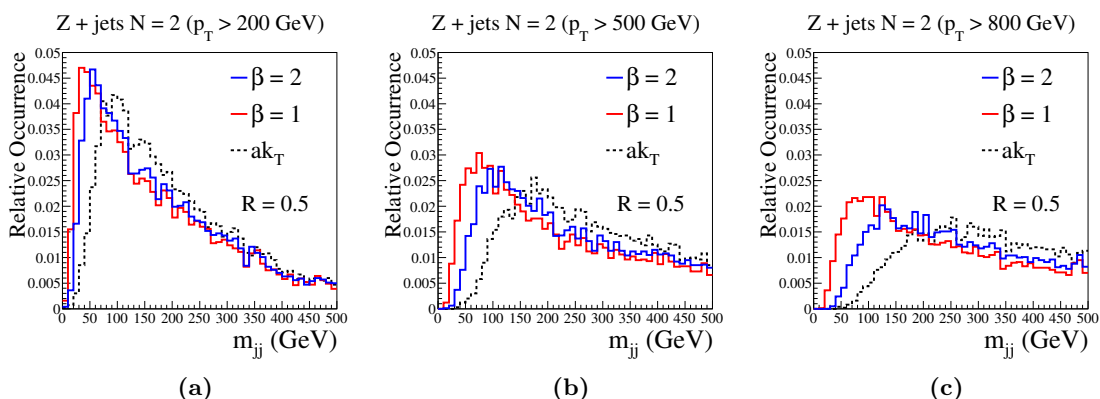 Z + jets N = 2 (p_T > 200 GeV)
Relative Occurrence
0.05
0.045
0.04
0.035
0.03
0.025
0.02
0.015
0.01
0.005
0
β = 2
β = 1
ak_T
R = 0.5
0 50 100 150 200 250 300 350 400 450 500
m_jj (GeV)
(a)
Z + jets N = 2 (p_T > 500 GeV)
Relative Occurrence
0.05
0.045
0.04
0.035
0.03
0.025
0.02
0.015
0.01
0.005
0
β = 2
β = 1
ak_T
R = 0.5
0 50 100 150 200 250 300 350 400 450 500
m_jj (GeV)
(b)
Z + jets N = 2 (p_T > 800 GeV)
Relative Occurrence
0.05
0.045
0.04
0.035
0.03
0.025
0.02
0.015
0.01
0.005
0
β = 2
β = 1
ak_T
R = 0.5
0 50 100 150 200 250 300 350 400 450 500
m_jj (GeV)
(c)